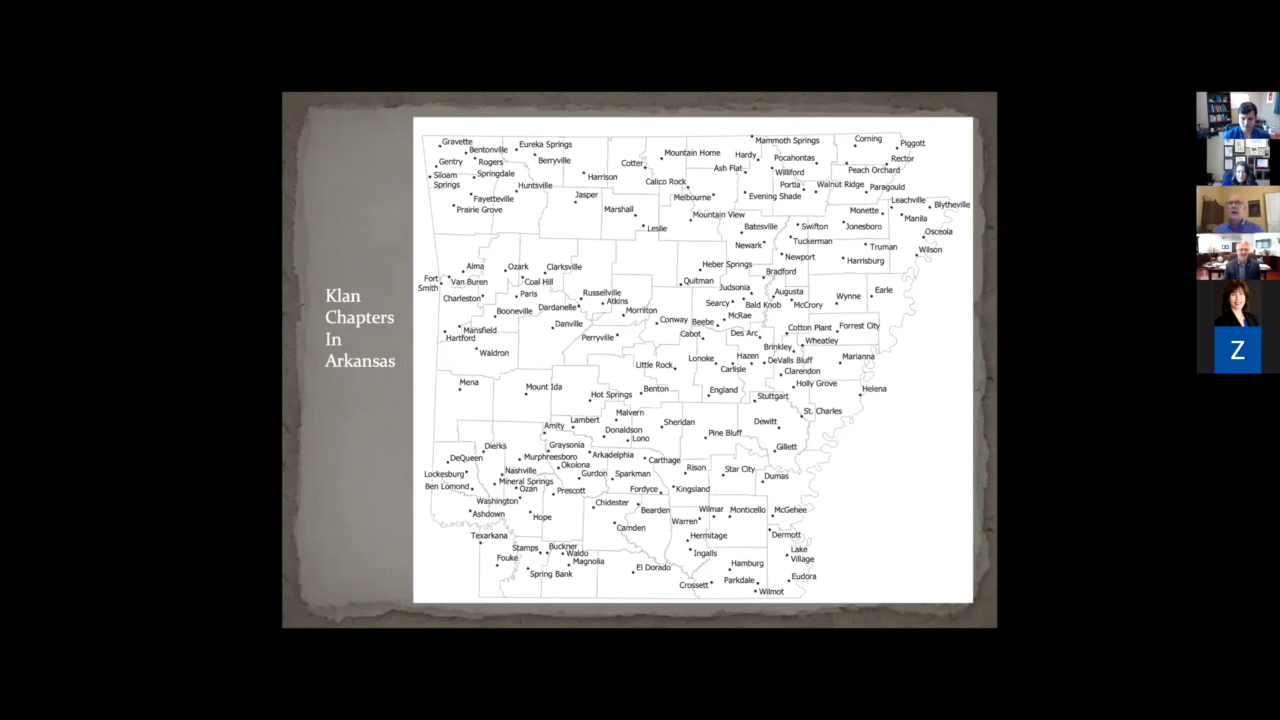 Klan
Chapters
In
Arkansas
Gravette
Bentonville
Eureka Springs
Gentry
Rogers
Berryville
Siloam
Springs
Springdale
Huntsville
Harrison
Fayetteville
Prairie Grove
Jasper
Cotter
Mountain Home
Calico Rock
Melbourne
Marshall
Leslie
Mountain View
Mammoth Springs
Hardy
Ash Flat
Pocahontas
Williford
Evening Shade
Portia
Walnut Ridge
Corning
Piggott
Rector
Peach Orchard
Paragould
Leachville
Blytheville
Monette
Manila
Osceola
Batesville
Swifton
Jonesboro
Newark
Tuckerman
Truman
Wilson
Newport
Harrisburg
Alma
Ozark
Clarksville
Fort
Smith
Van Buren
Coal Hill
Charleston
Paris
Booneville
Russellville
Dardanelle
Atkins
Morrilton
Danville
Perryville
Mansfield
Hartford
Waldron
Heber Springs
Quitman
Bradford
Judsonia
Augusta
Searcy
Bald Knob
McCrory
Wynne
Earle
Conway
Beebe
McRae
Cabot
Des Arc
Cotton Plant
Forrest City
Brinkley
Wheatley
Little Rock
Lonoke
Hazen
Carlisle
DeValls Bluff
Marianna
Clarendon
Holly Grove
Helena
Mena
Mount Ida
Hot Springs
Benton
England
Stuttgart
St. Charles
Malvern
Lambert
Amity
Donaldson
Lono
Sheridan
Pine Bluff
Dewitt
Gillett
Dierks
Graysonia
DeQueen
Murphreesboro
Arkadelphia
Okolona
Carthage
Rison
Star City
Dumas
Lockesburg
Nashville
Gurdon
Sparkman
Ben Lomond
Mineral Springs
Ozan
Prescott
Fordyce
Kingsland
Washington
Chidester
Bearden
Wilmar
Monticello
McGehee
Ashdown
Hope
Camden
Warren
Hermitage
Dermott
Texarkana
Stamps
Buckner
Waldo
Magnolia
Fouke
Spring Bank
El Dorado
Ingalls
Lake
Village
Hamburg
Crossett
Parkdale
Eudora
Wilmot
Z